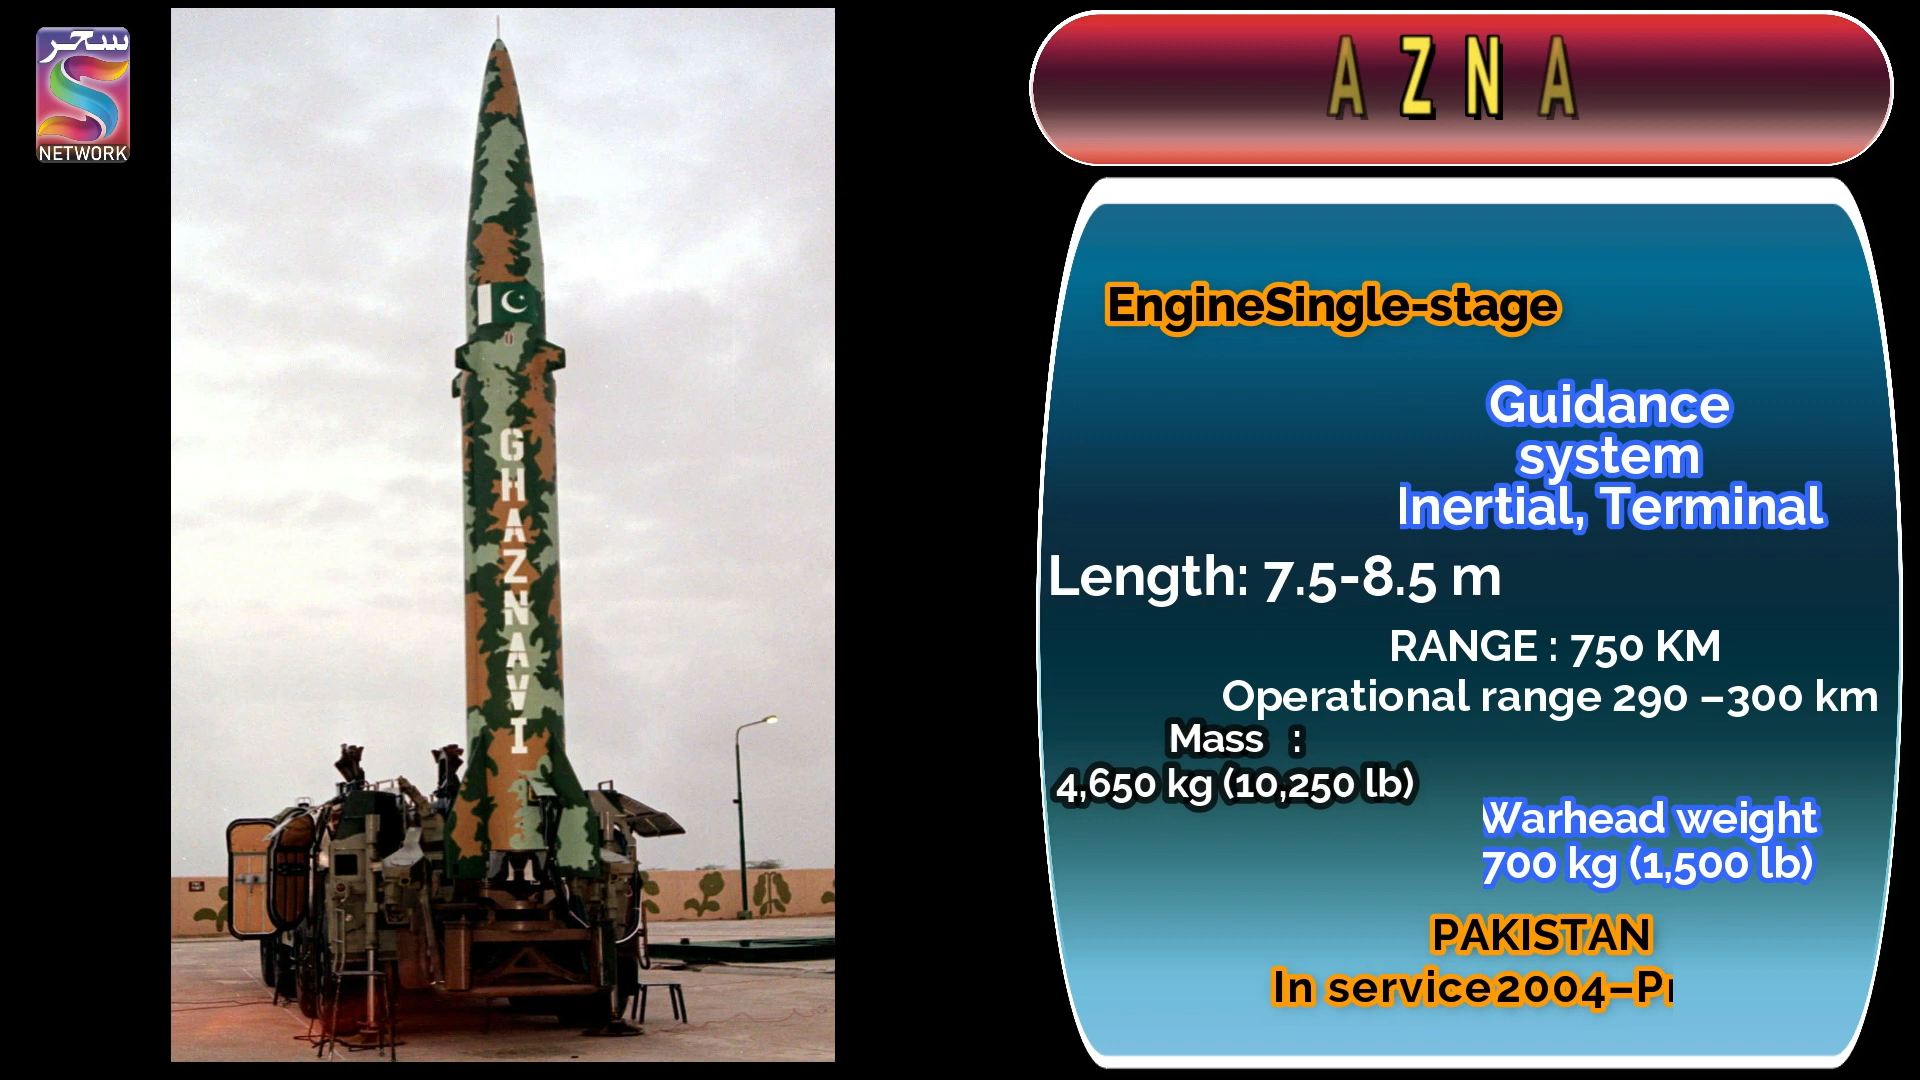 سحر
NETWORK
GHAZNAVI
AZNA
EngineSingle-stage
Guidance
system
Inertial, Terminal
Length: 7.5-8.5 m
RANGE : 750 KM
Operational range 290 –300 km
Mass :
4,650 kg (10,250 lb)
Warhead weight
700 kg (1,500 lb)
PAKISTAN
In service2004–Pr